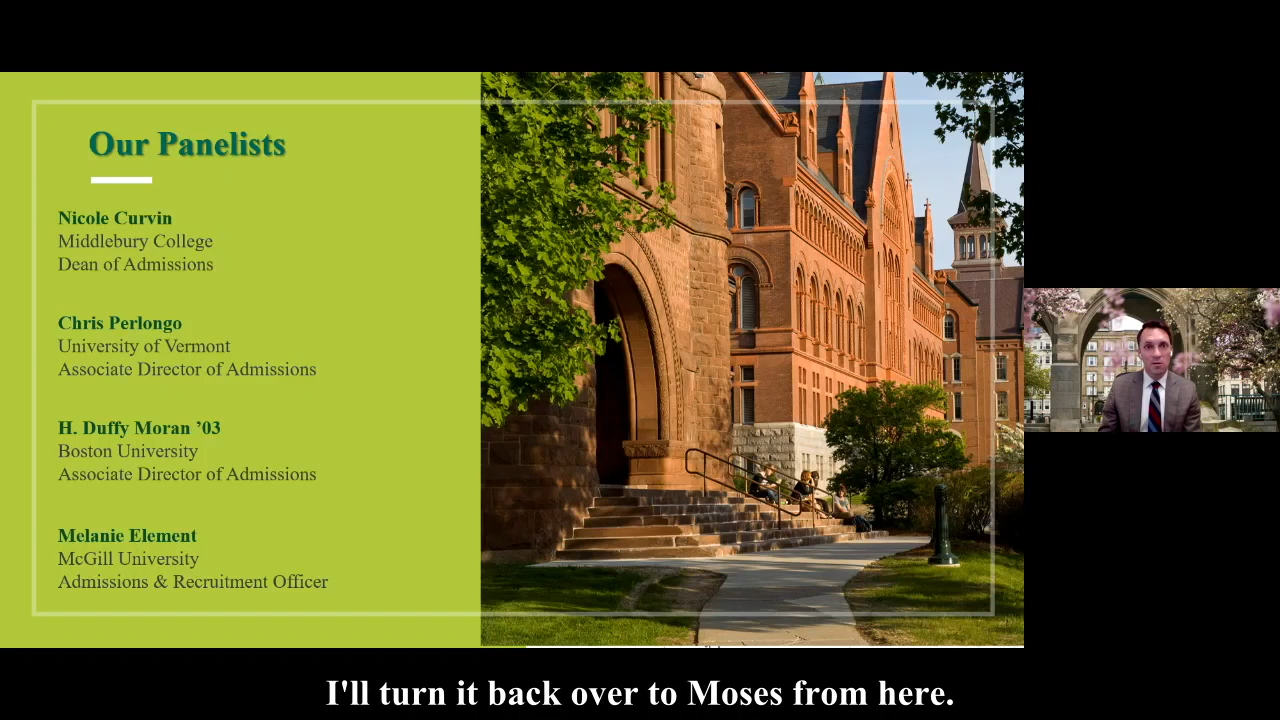 Our Panelists
Nicole Curvin
Middlebury College
Dean of Admissions
Chris Perlongo
University of Vermont
Associate Director of Admissions
H. Duffy Moran ’03
Boston University
Associate Director of Admissions
Melanie Element
McGill University
Admissions & Recruitment Officer
I'll turn it back over to Moses from here.